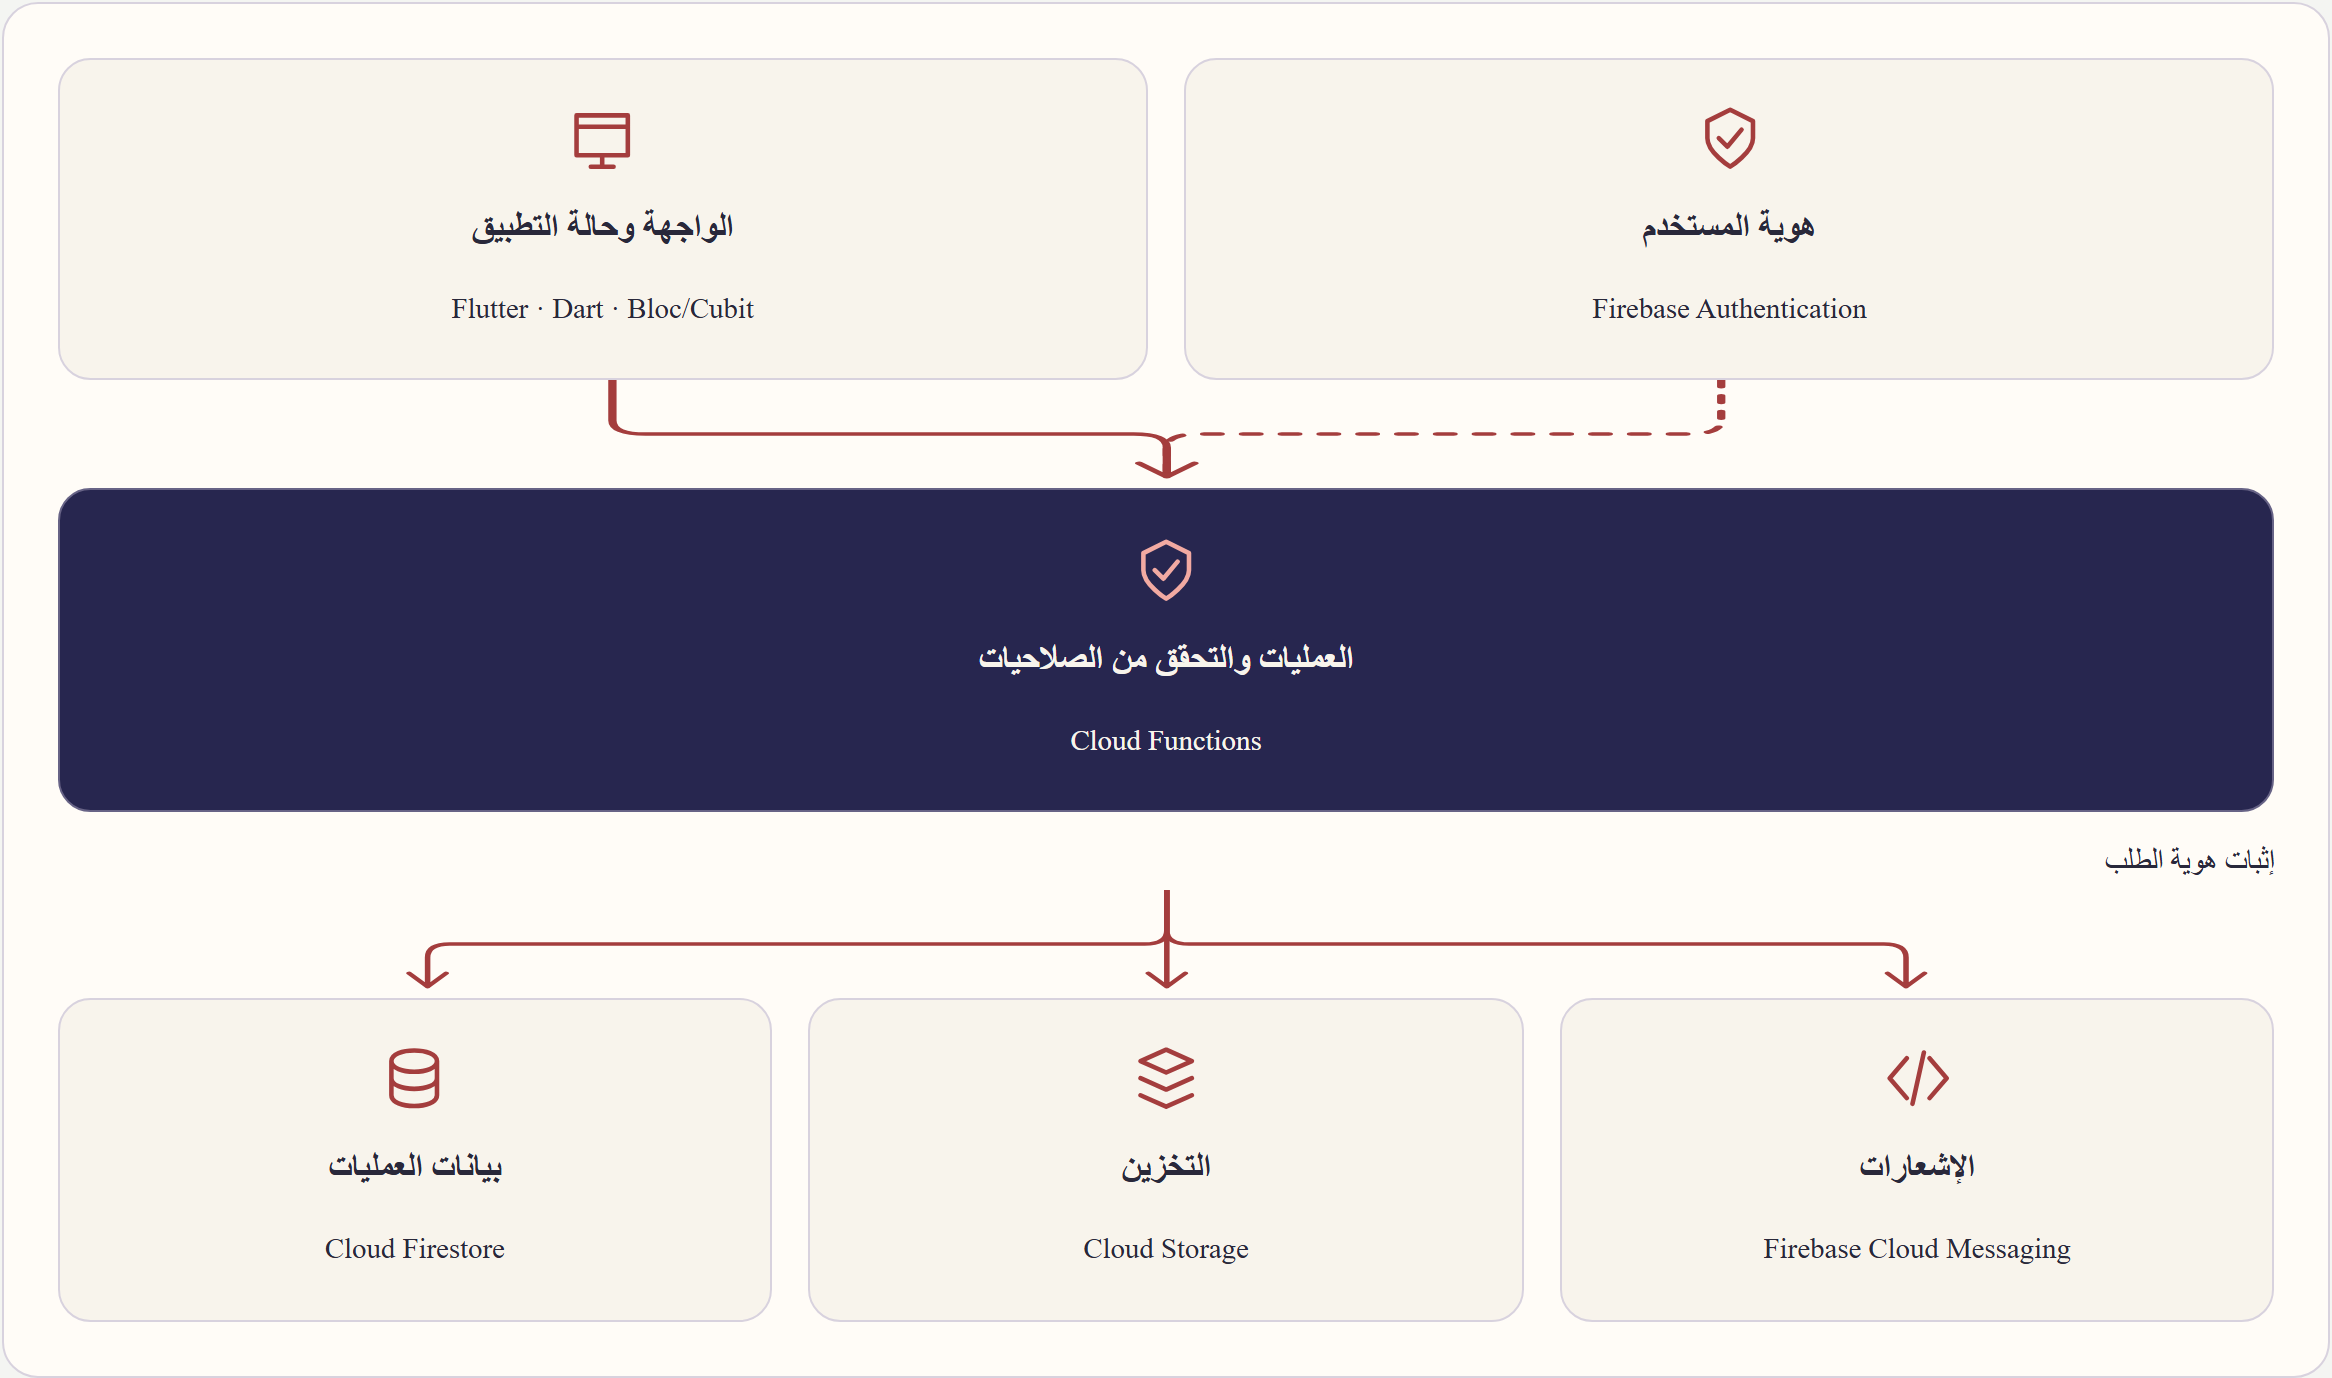 هوية المستخدم
Firebase Authentication
الواجهة وحالة التطبيق
Flutter · Dart · Bloc/Cubit
العمليات والتحقق من الصلاحيات
Cloud Functions
إثبات هوية الطلب
الإشعارات
Firebase Cloud Messaging
التخزين
Cloud Storage
بيانات العمليات
Cloud Firestore